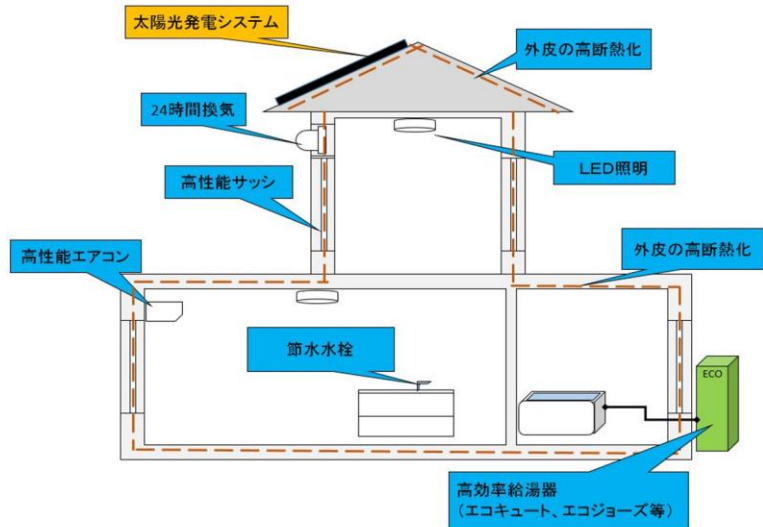 太陽光発電システム
外皮の高断熱化
24時間換気
LED照明
高性能サッシ
高性能エアコン
外皮の高断熱化
節水水栓
ECO
高効率給湯器
（エコキュート、エコジョーズ等）